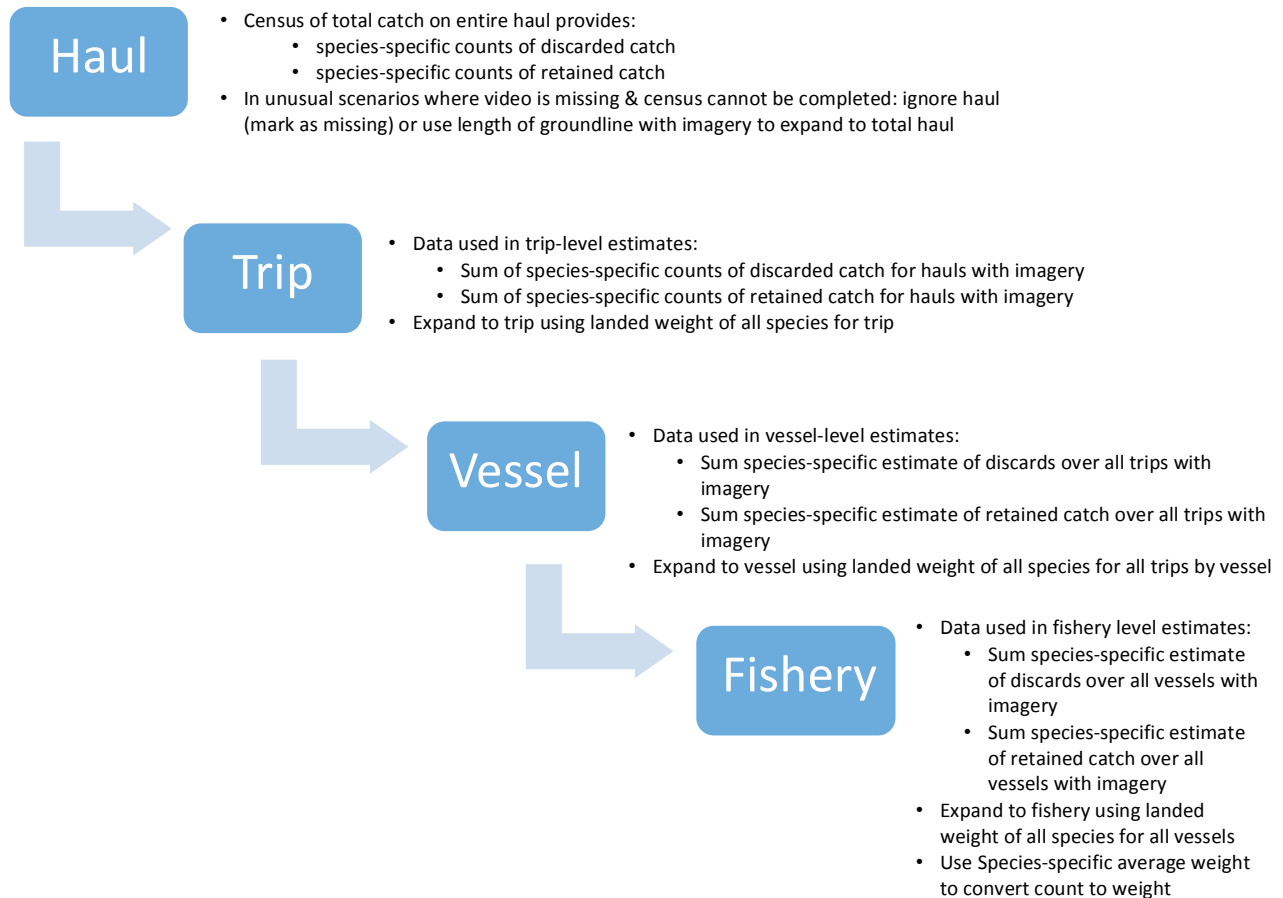 Haul
• Census of total catch on entire haul provides:
• species-specific counts of discarded catch
• species-specific counts of retained catch
• In unusual scenarios where video is missing & census cannot be completed: ignore haul
(mark as missing) or use length of groundline with imagery to expand to total haul
Trip
• Data used in trip-level estimates:
• Sum of species-specific counts of discarded catch for hauls with imagery
• Sum of species-specific counts of retained catch for hauls with imagery
• Expand to trip using landed weight of all species for trip
Vessel
• Data used in vessel-level estimates:
• Sum species-specific estimate of discards over all trips with
imagery
• Sum species-specific estimate of retained catch over all trips with
imagery
• Expand to vessel using landed weight of all species for all trips by vessel
Fishery
• Data used in fishery level estimates:
• Sum species-specific estimate
of discards over all vessels with
imagery
• Sum species-specific estimate
of retained catch over all
vessels with imagery
• Expand to fishery using landed
weight of all species for all vessels
• Use Species-specific average weight
to convert count to weight